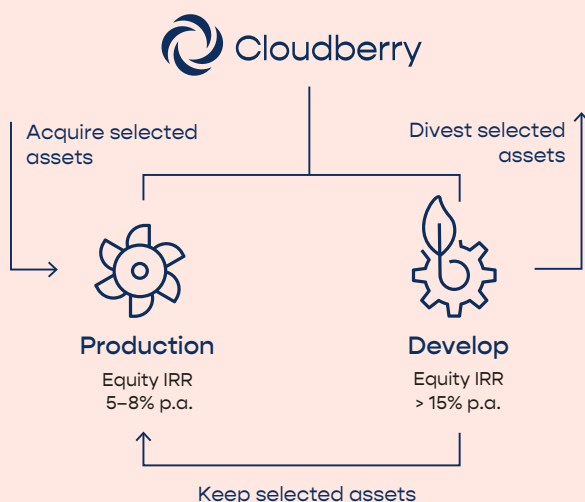 Cloudberry
Acquire selected
assets
Divest selected
assets
Production
Equity IRR
5–8% p.a.
Develop
Equity IRR
> 15% p.a.
Keep selected assets